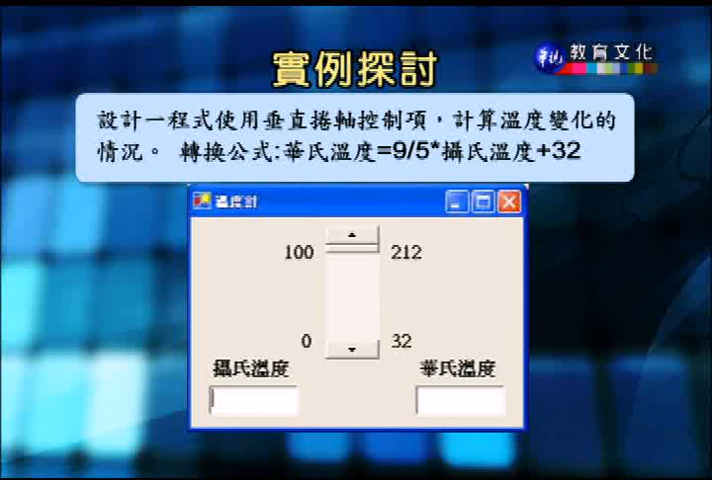 實例探討
華視 教育文化
設計一程式使用垂直捲軸控制項,計算溫度變化的
情況。 轉換公式:華氏溫度=9/5*攝氏溫度+32
溫度計
100 212
0 32
攝氏溫度 華氏溫度